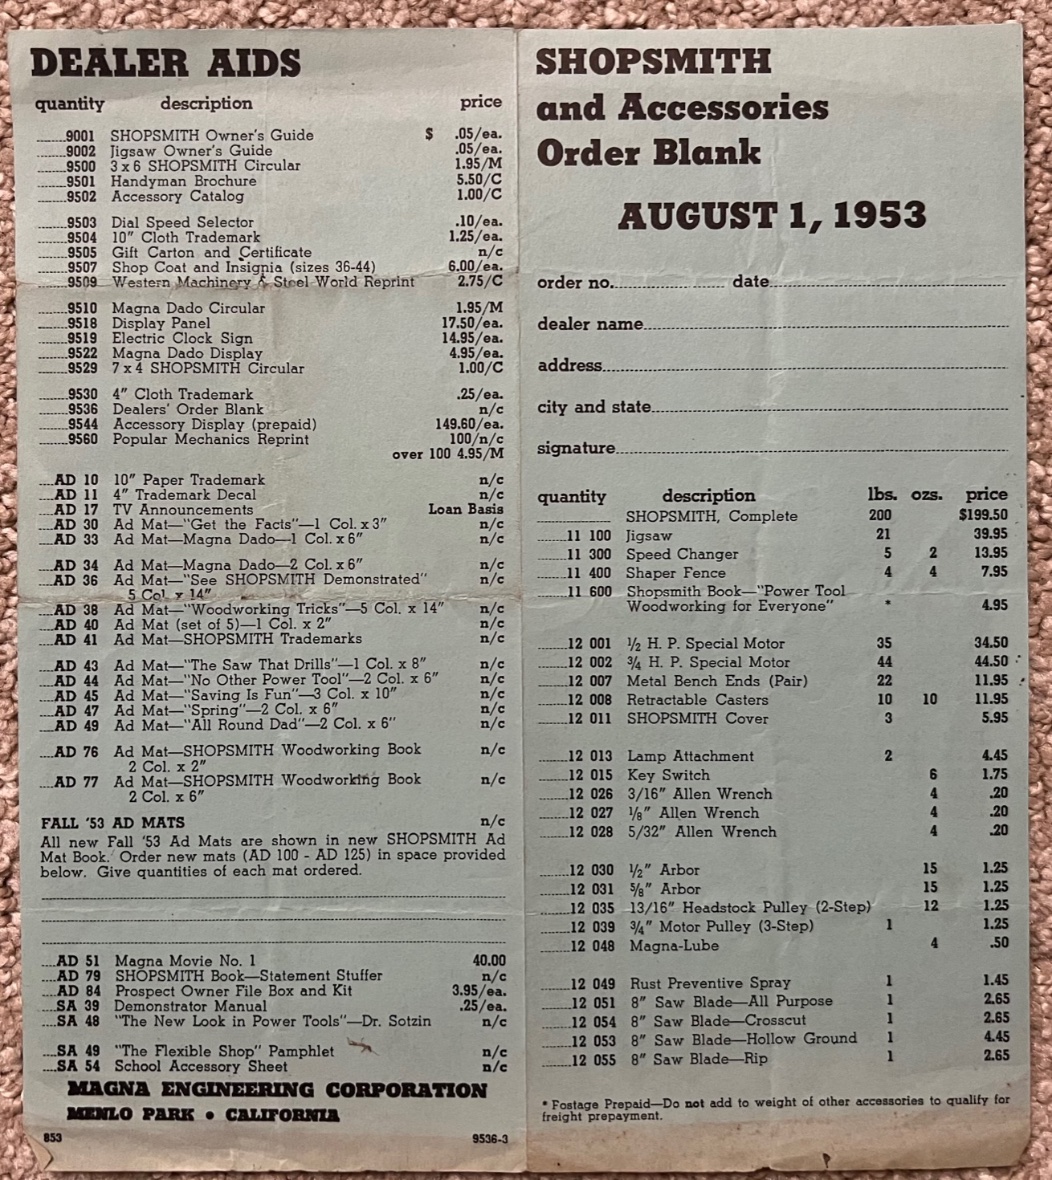 DEALER AIDS
quantity description price
........9001 SHOPSMITH Owner's Guide $ .05/ea.
........9002 Jigsaw Owner's Guide .05/ea.
........9500 3 x 6 SHOPSMITH Circular 1.95/M
........9501 Handyman Brochure 5.50/C
........9502 Accessory Catalog 1.00/C
........9503 Dial Speed Selector .10/ea.
........9504 10" Cloth Trademark 1.25/ea.
........9505 Gift Carton and Certificate n/c
........9507 Shop Coat and Insignia (sizes 36-44) 6.00/ea.
........9509 Western Machinery & Steel World Reprint 2.75/C
........9510 Magna Dado Circular 1.95/M
........9518 Display Panel 17.50/ea.
........9519 Electric Clock Sign 14.95/ea.
........9522 Magna Dado Display 4.95/ea.
........9529 7 x 4 SHOPSMITH Circular 1.00/C
........9530 4" Cloth Trademark .25/ea.
........9536 Dealers' Order Blank n/c
........9544 Accessory Display (prepaid) 149.60/ea.
........9560 Popular Mechanics Reprint 100/n/c
over 100 4.95/M
....AD 10 10" Paper Trademark n/c
....AD 11 4" Trademark Decal n/c
....AD 17 TV Announcements Loan Basis
....AD 30 Ad Mat—"Get the Facts"—1 Col. x 3" n/c
....AD 33 Ad Mat—Magna Dado—1 Col. x 6" n/c
....AD 34 Ad Mat—Magna Dado—2 Col. x 6" n/c
....AD 36 Ad Mat—"See SHOPSMITH Demonstrated" n/c
5 Col. x 14"
....AD 38 Ad Mat—"Woodworking Tricks"—5 Col. x 14" n/c
....AD 40 Ad Mat (set of 5)—1 Col. x 2" n/c
....AD 41 Ad Mat—SHOPSMITH Trademarks n/c
....AD 43 Ad Mat—"The Saw That Drills"—1 Col. x 8" n/c
....AD 44 Ad Mat—"No Other Power Tool"—2 Col. x 6" n/c
....AD 45 Ad Mat—"Saving Is Fun"—3 Col. x 10" n/c
....AD 47 Ad Mat—"Spring"—2 Col. x 6" n/c
....AD 49 Ad Mat—"All Round Dad"—2 Col. x 6" n/c
....AD 76 Ad Mat—SHOPSMITH Woodworking Book n/c
2 Col. x 2"
....AD 77 Ad Mat—SHOPSMITH Woodworking Book n/c
2 Col. x 6"
FALL '53 AD MATS n/c
All new Fall '53 Ad Mats are shown in new SHOPSMITH Ad
Mat Book. Order new mats (AD 100 - AD 125) in space provided
below. Give quantities of each mat ordered.
....AD 51 Magna Movie No. 1 40.00
....AD 79 SHOPSMITH Book—Statement Stuffer n/c
....AD 84 Prospect Owner File Box and Kit 3.95/ea.
....SA 39 Demonstrator Manual .25/ea.
....SA 48 "The New Look in Power Tools"—Dr. Sotzin n/c
....SA 49 "The Flexible Shop" Pamphlet n/c
....SA 54 School Accessory Sheet n/c
MAGNA ENGINEERING CORPORATION
MENLO PARK • CALIFORNIA
853 9536-3
SHOPSMITH
and Accessories
Order Blank
AUGUST 1, 1953
order no. date
dealer name
address
city and state
signature
quantity description lbs. ozs. price
SHOPSMITH, Complete 200 $199.50
........11 100 Jigsaw 21 39.95
........11 300 Speed Changer 5 2 13.95
........11 400 Shaper Fence 4 4 7.95
........11 600 Shopsmith Book—"Power Tool
Woodworking for Everyone" * 4.95
........12 001 ½ H. P. Special Motor 35 34.50
........12 002 ¾ H. P. Special Motor 44 44.50
........12 007 Metal Bench Ends (Pair) 22 11.95
........12 008 Retractable Casters 10 10 11.95
........12 011 SHOPSMITH Cover 3 5.95
........12 013 Lamp Attachment 2 4.45
........12 015 Key Switch 6 1.75
........12 026 3/16" Allen Wrench 4 .20
........12 027 ⅛" Allen Wrench 4 .20
........12 028 5/32" Allen Wrench 4 .20
........12 030 ½" Arbor 15 1.25
........12 031 ⅝" Arbor 15 1.25
........12 035 13/16" Headstock Pulley (2-Step) 12 1.25
........12 039 ¾" Motor Pulley (3-Step) 1 1.25
........12 048 Magna-Lube 4 .50
........12 049 Rust Preventive Spray 1 1.45
........12 051 8" Saw Blade—All Purpose 1 2.65
........12 054 8" Saw Blade—Crosscut 1 2.65
........12 053 8" Saw Blade—Hollow Ground 1 4.45
........12 055 8" Saw Blade—Rip 1 2.65
* Postage Prepaid—Do not add to weight of other accessories to qualify for
freight prepayment.